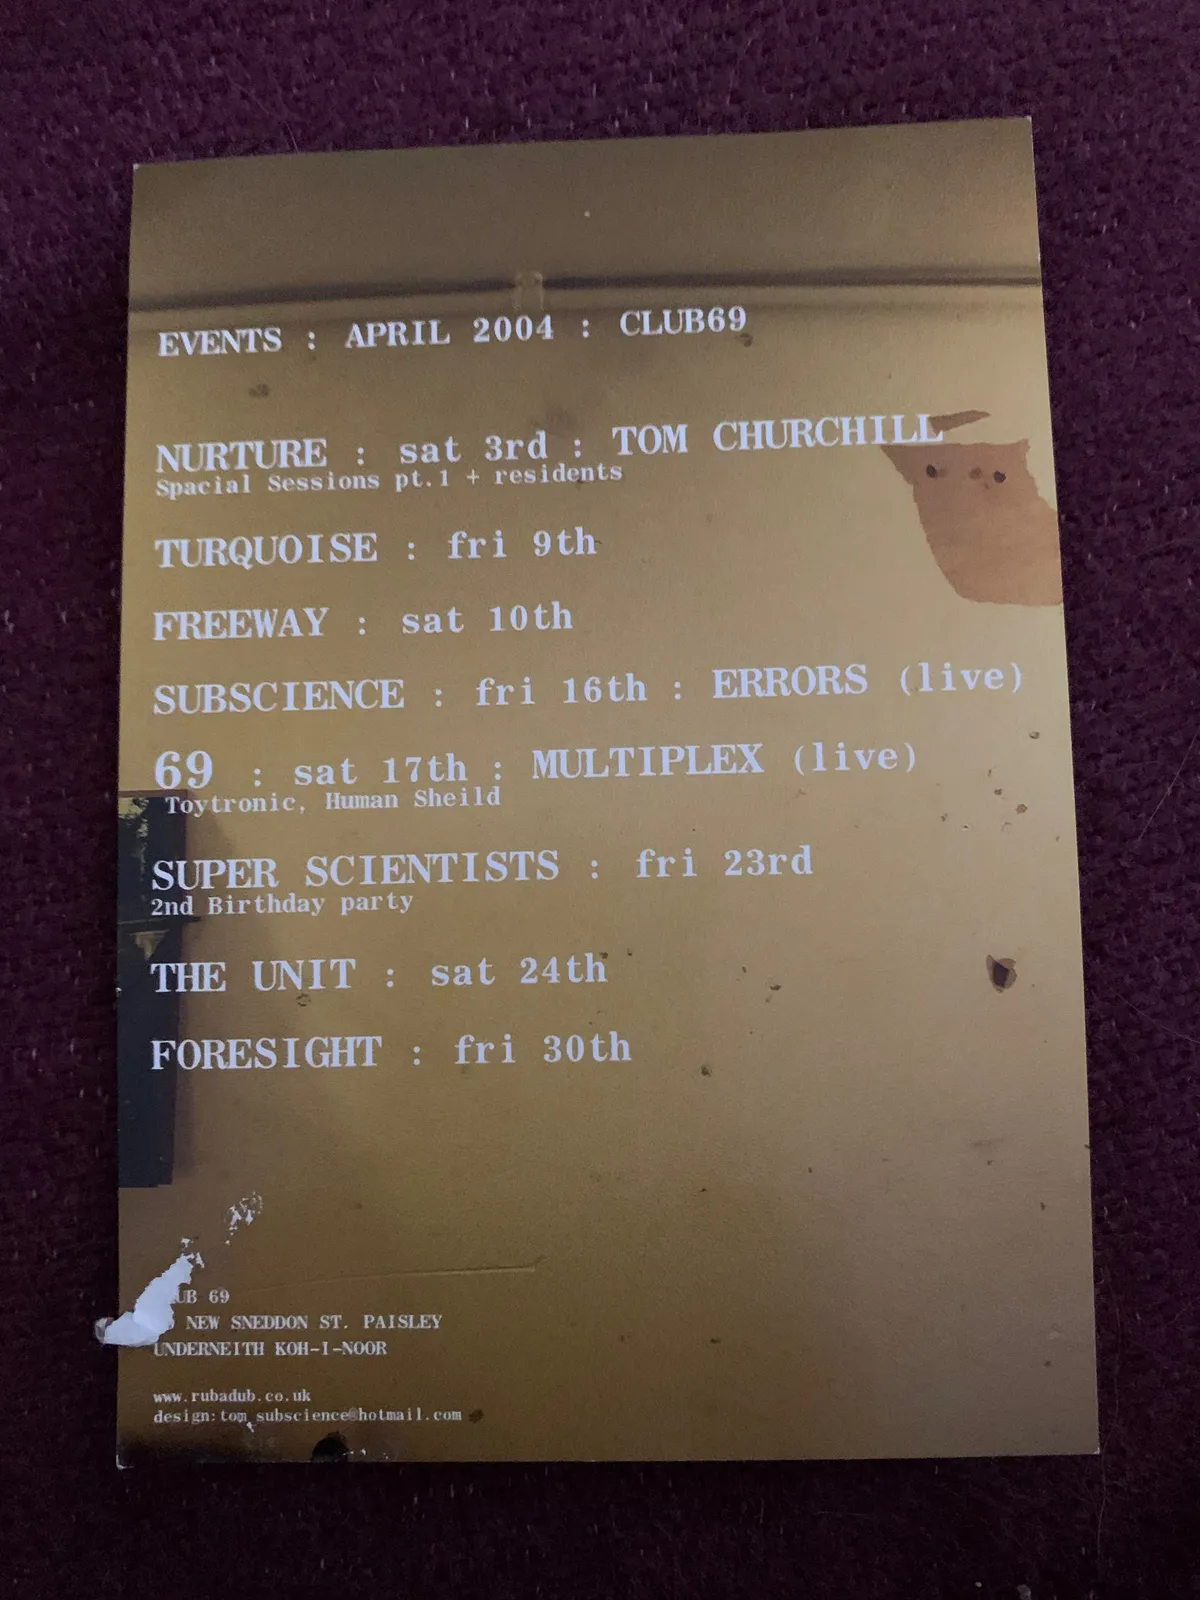 EVENTS : APRIL 2004 : CLUB69
NURTURE : sat 3rd : TOM CHURCHILL
Spacial Sessions pt.1 + residents
TURQUOISE : fri 9th
FREEWAY : sat 10th
SUBSCIENCE : fri 16th : ERRORS (live)
69 : sat 17th : MULTIPLEX (live)
Toytronic, Human Sheild
SUPER SCIENTISTS : fri 23rd
2nd Birthday party
THE UNIT : sat 24th
FORESIGHT : fri 30th
69
NEW SNEDDON ST. PAISLEY
UNDERNEITH KOH-I-NOOR
www.rubadub.co.uk
design:tom_subscience@hotmail.com